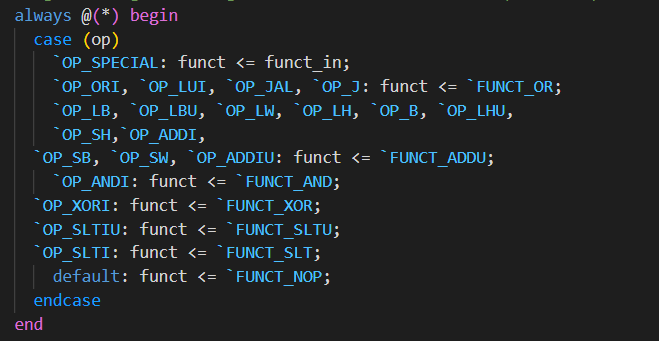 always @(*) begin
case (op)
`OP_SPECIAL: funct <= funct_in;
`OP_ORI, `OP_LUI, `OP_JAL, `OP_J: funct <= `FUNCT_OR;
`OP_LB, `OP_LBU, `OP_LW, `OP_LH, `OP_B, `OP_LHU,
`OP_SH,`OP_ADDI,
`OP_SB, `OP_SW, `OP_ADDIU: funct <= `FUNCT_ADDU;
`OP_ANDI: funct <= `FUNCT_AND;
`OP_XORI: funct <= `FUNCT_XOR;
`OP_SLTIU: funct <= `FUNCT_SLTU;
`OP_SLTI: funct <= `FUNCT_SLT;
default: funct <= `FUNCT_NOP;
endcase
end